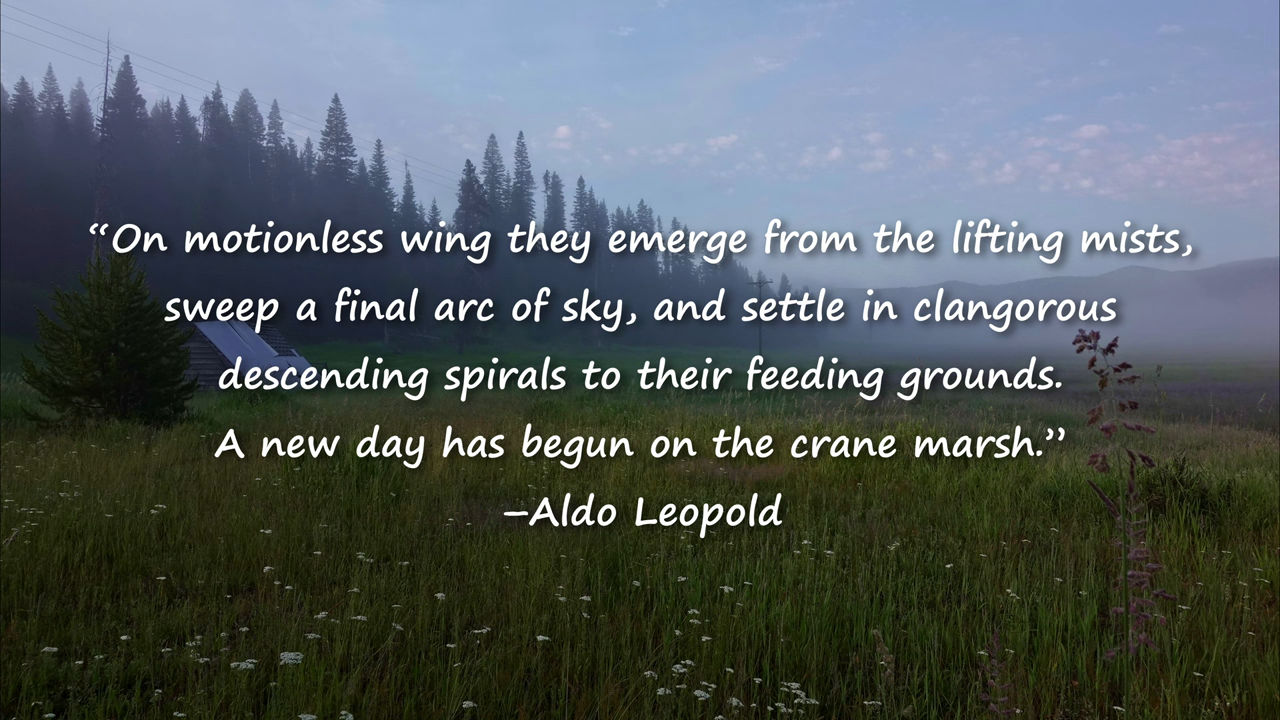 “On motionless wing they emerge from the lifting mists,
sweep a final arc of sky, and settle in clangorous
descending spirals to their feeding grounds.
A new day has begun on the crane marsh.”
–Aldo Leopold